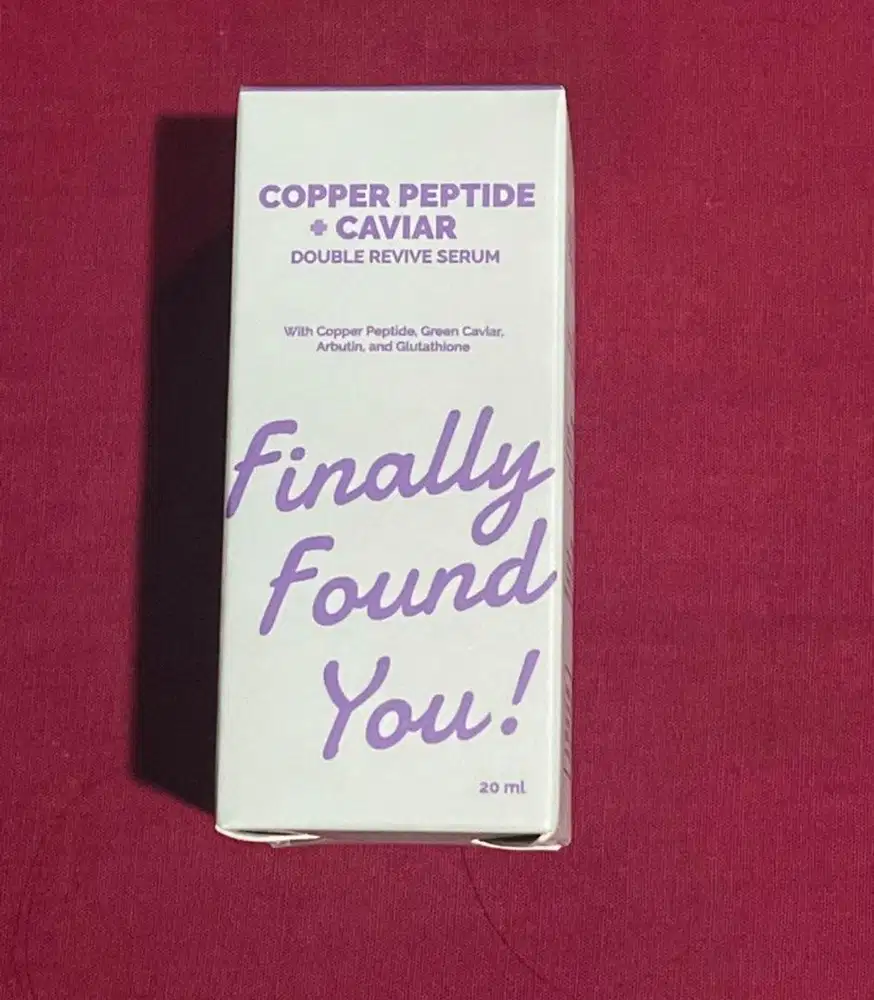 COPPER PEPTIDE
+ CAVIAR
DOUBLE REVIVE SERUM
With Copper Peptide, Green Caviar,
Arbutin, and Glutathione
Finally
Found
You!
20 ml